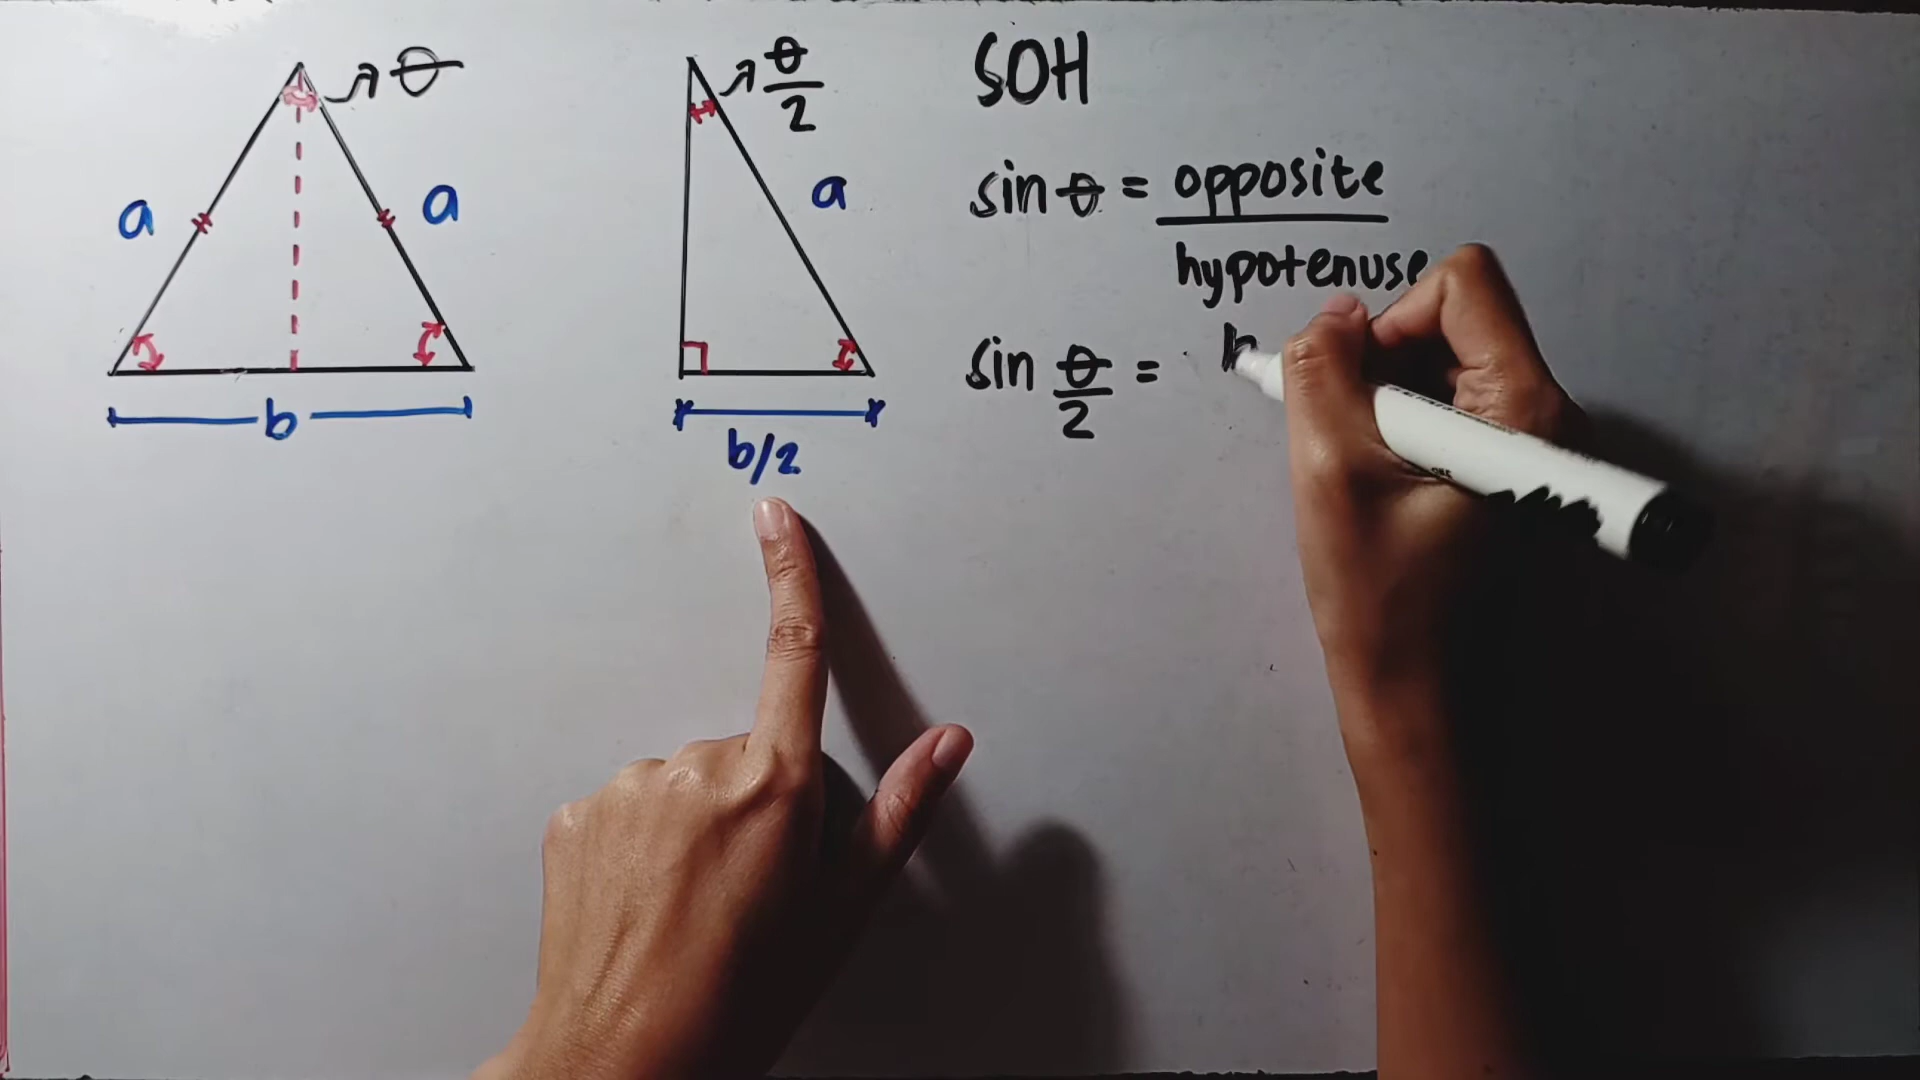 θ
a
a
b
θ/2
a
b/2
SOH
sin θ = opposite
hypotenuse
sin θ/2 = b